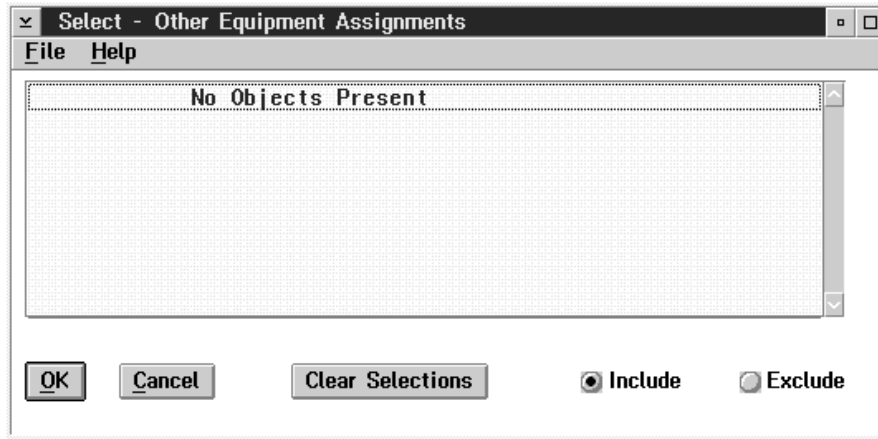 Select - Other Equipment Assignments
File Help
No Objects Present
OK Cancel Clear Selections Include Exclude